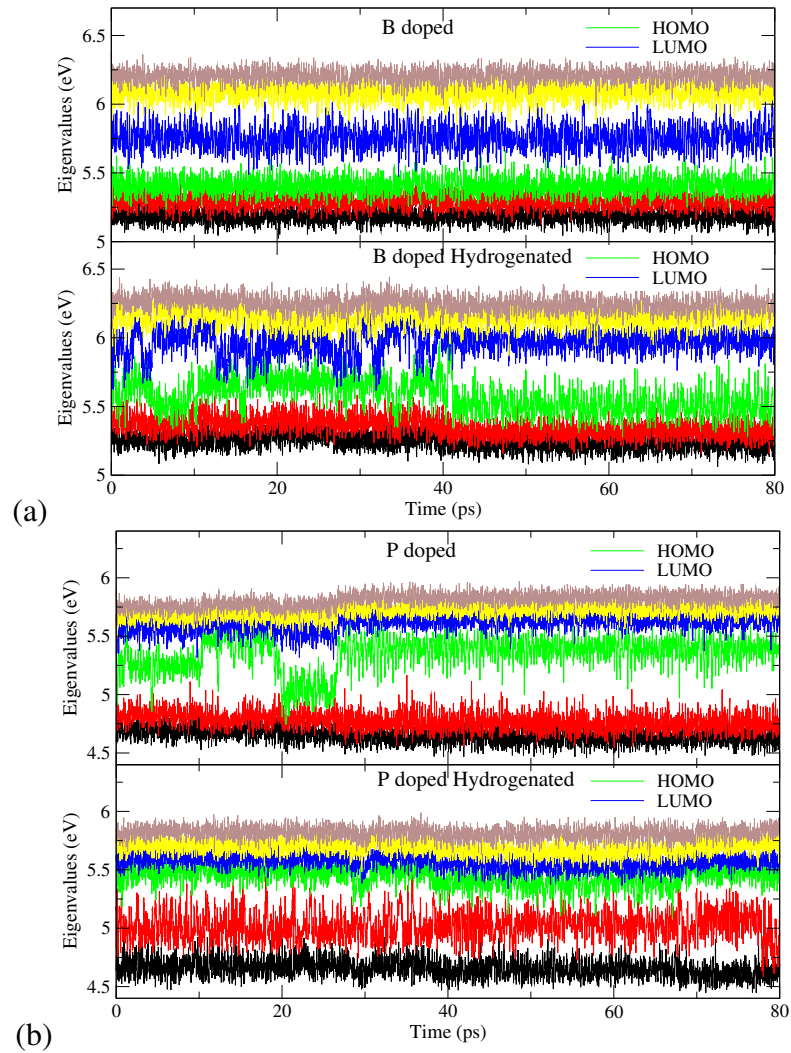 B doped
HOMO
LUMO
Eigenvalues (eV)
6.5
6
5.5
5
B doped Hydrogenated
HOMO
LUMO
Eigenvalues (eV)
6.5
6
5.5
5
0 20 40 60 80
Time (ps)
(a)
P doped
HOMO
LUMO
Eigenvalues (eV)
6
5.5
5
4.5
P doped Hydrogenated
HOMO
LUMO
Eigenvalues (eV)
6
5.5
5
4.5
0 20 40 60 80
Time (ps)
(b)